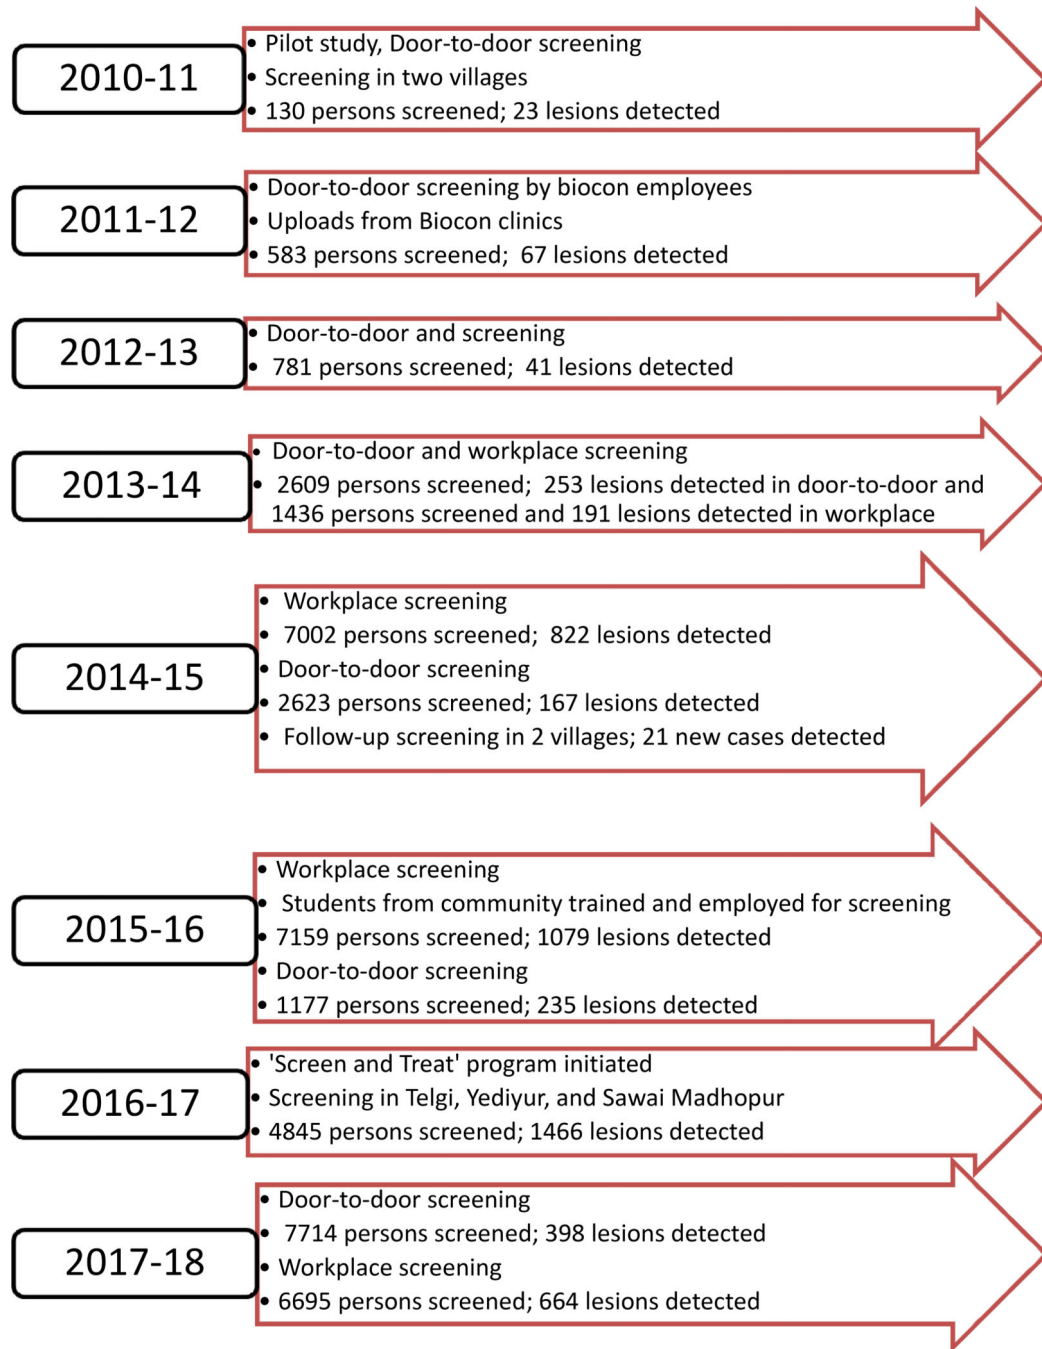 2010-11
• Pilot study, Door-to-door screening
• Screening in two villages
• 130 persons screened; 23 lesions detected
2011-12
• Door-to-door screening by biocon employees
• Uploads from Biocon clinics
• 583 persons screened; 67 lesions detected
2012-13
• Door-to-door and screening
• 781 persons screened; 41 lesions detected
2013-14
• Door-to-door and workplace screening
• 2609 persons screened; 253 lesions detected in door-to-door and
1436 persons screened and 191 lesions detected in workplace
2014-15
• Workplace screening
• 7002 persons screened; 822 lesions detected
• Door-to-door screening
• 2623 persons screened; 167 lesions detected
• Follow-up screening in 2 villages; 21 new cases detected
2015-16
• Workplace screening
• Students from community trained and employed for screening
• 7159 persons screened; 1079 lesions detected
• Door-to-door screening
• 1177 persons screened; 235 lesions detected
2016-17
• 'Screen and Treat' program initiated
• Screening in Telgi, Yediyur, and Sawai Madhopur
• 4845 persons screened; 1466 lesions detected
2017-18
• Door-to-door screening
• 7714 persons screened; 398 lesions detected
• Workplace screening
• 6695 persons screened; 664 lesions detected